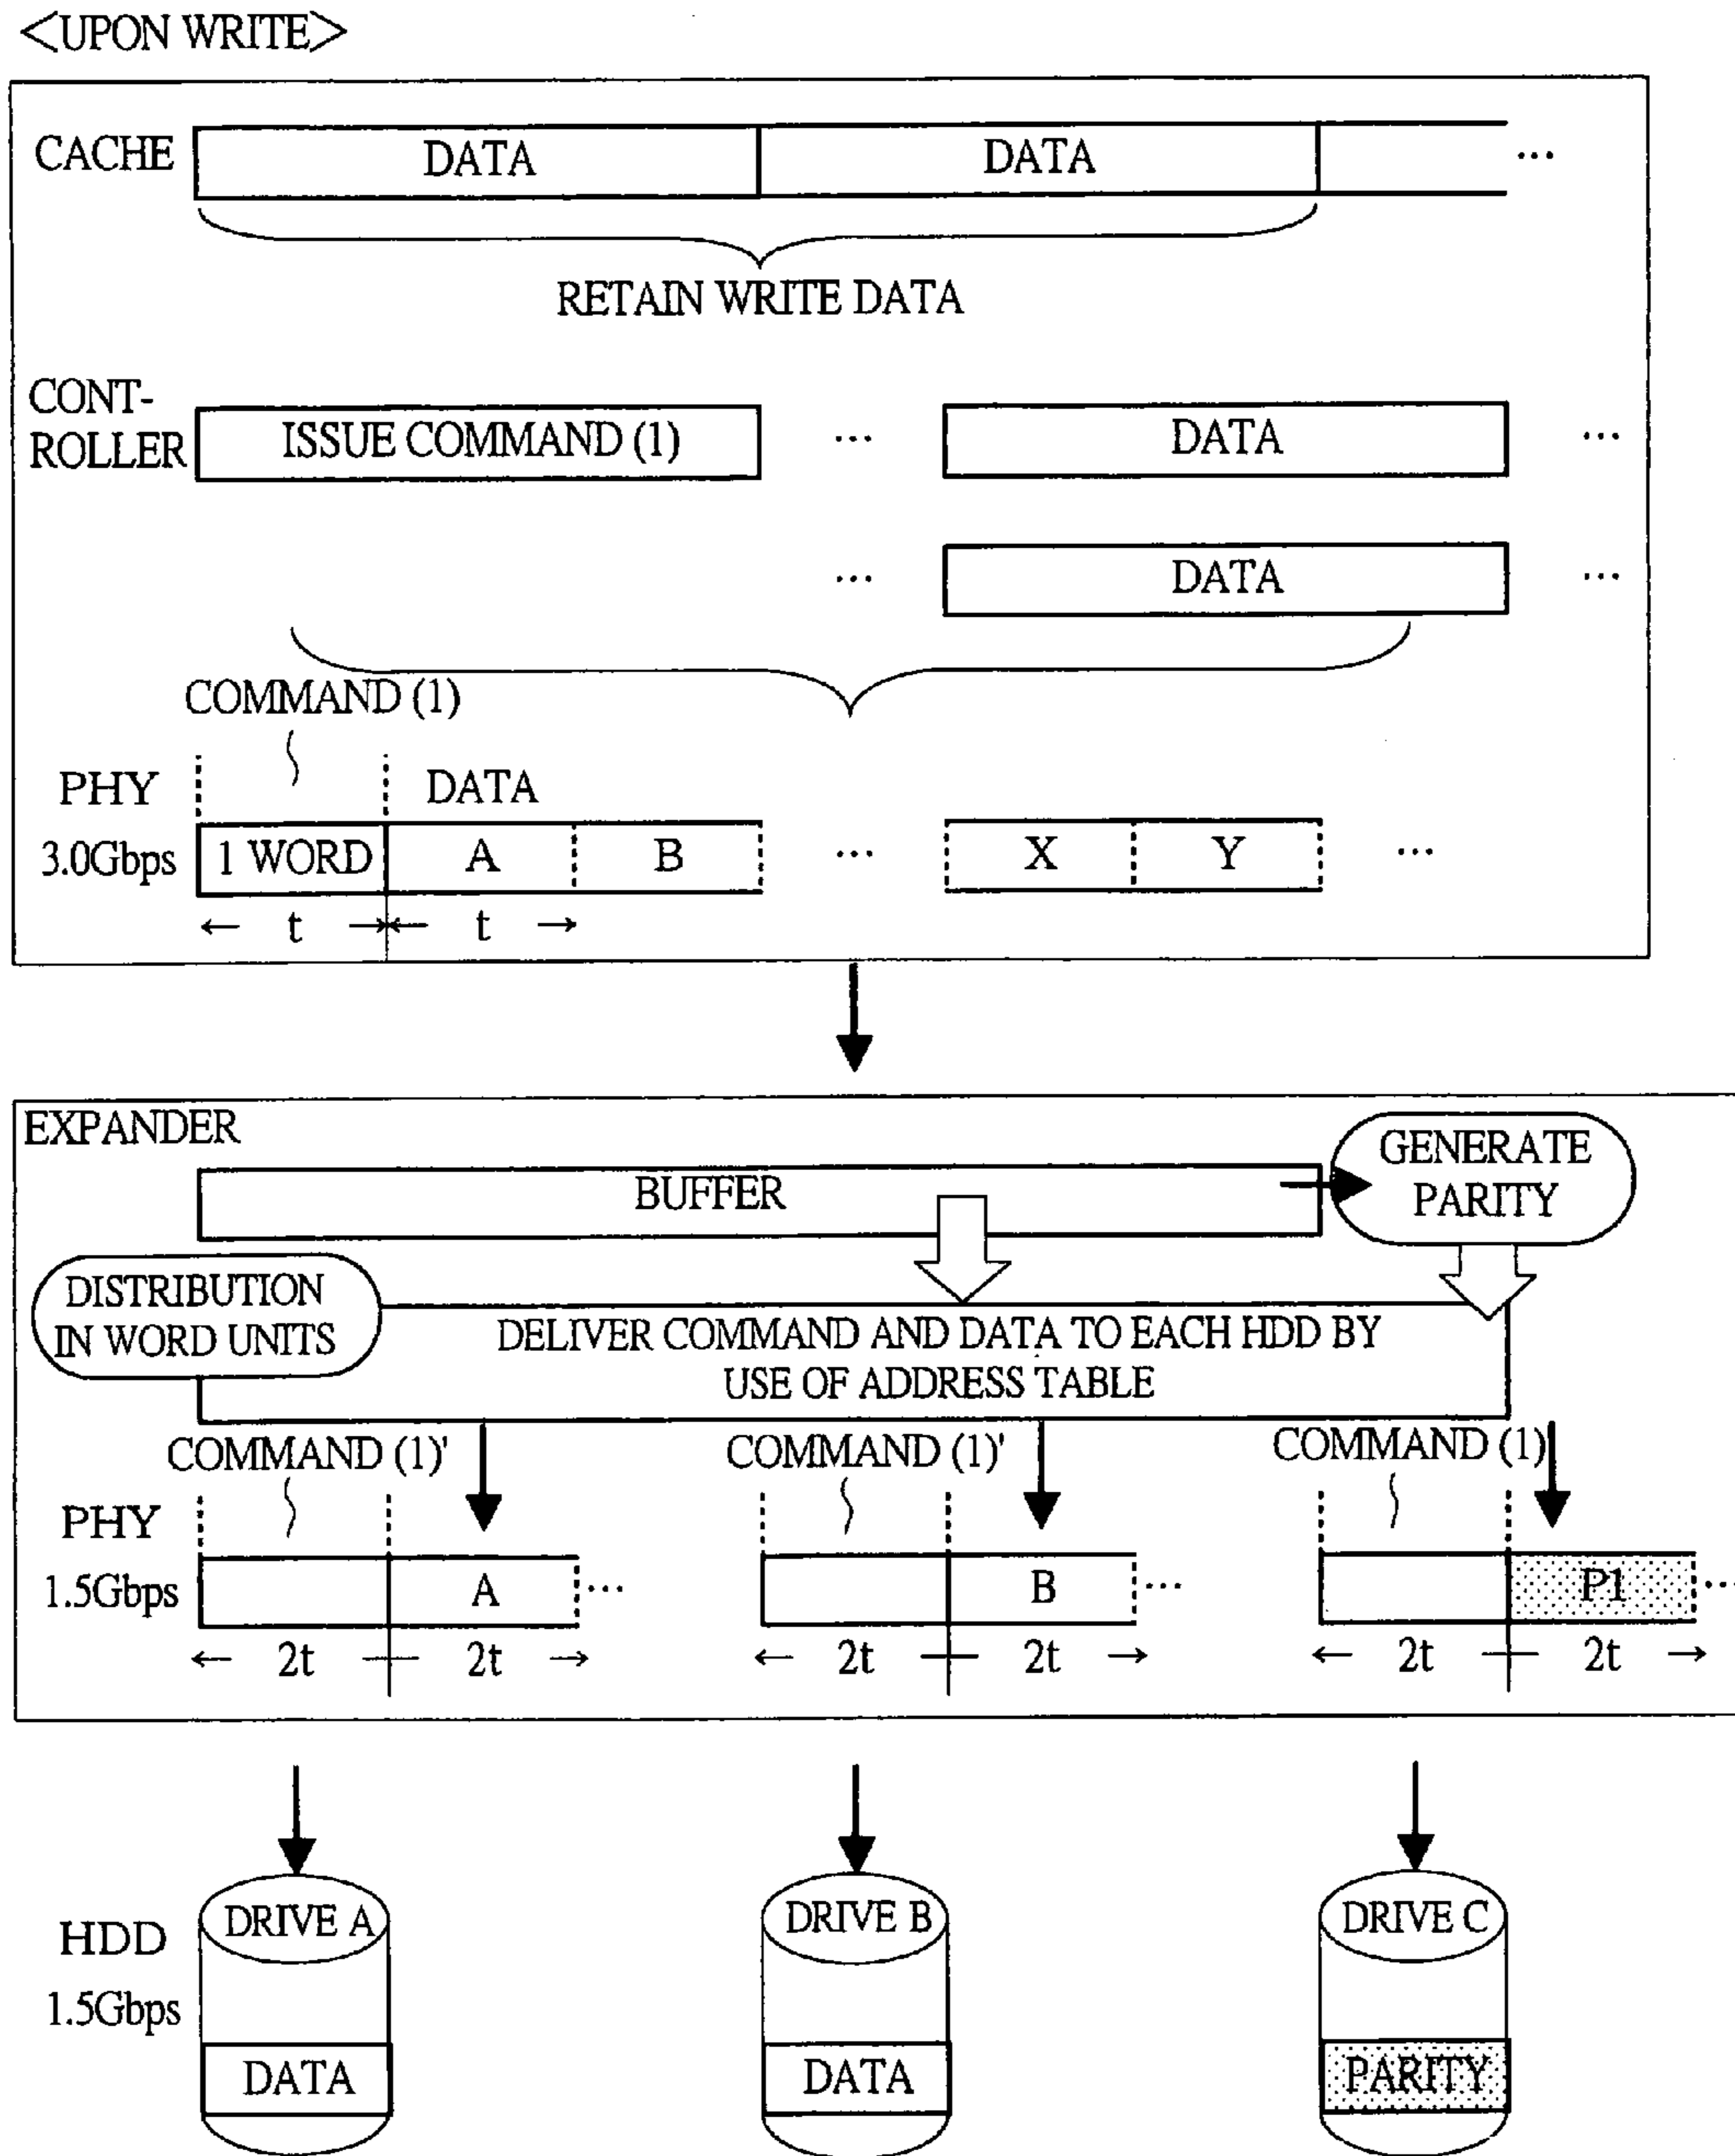 <UPON WRITE>
CACHE
DATA DATA ...
RETAIN WRITE DATA
CONT-
ROLLER
ISSUE COMMAND (1) ... DATA ...
... DATA ...
COMMAND (1)
PHY DATA
3.0Gbps 1 WORD A B ... X Y ...
← t → ← t →
EXPANDER
BUFFER
GENERATE
PARITY
DISTRIBUTION
IN WORD UNITS
DELIVER COMMAND AND DATA TO EACH HDD BY
USE OF ADDRESS TABLE
COMMAND (1)' COMMAND (1)' COMMAND (1)
PHY
1.5Gbps A ... B ... P1 ...
← 2t 2t → ← 2t 2t → ← 2t 2t →
HDD
1.5Gbps
DRIVE A DRIVE B DRIVE C
DATA DATA PARITY